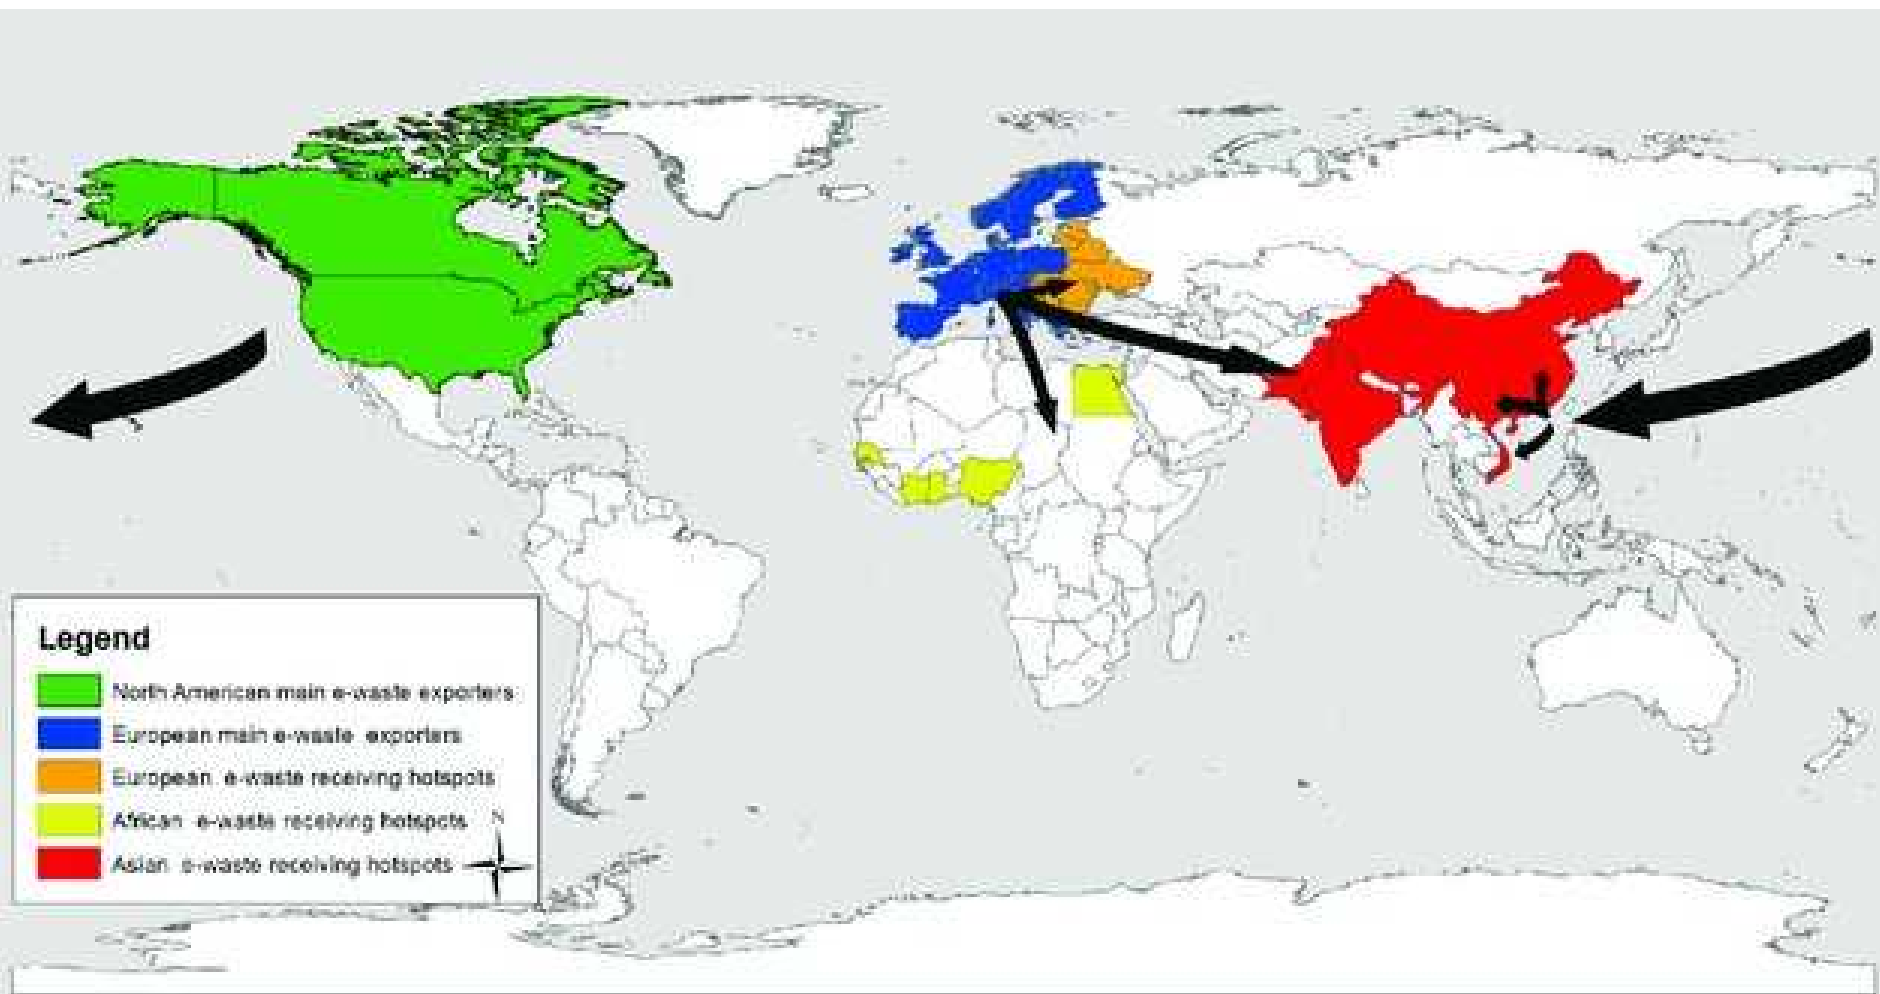 Legend
North American main e-waste exporters
European main e-waste exporters
European e-waste receiving hotspots
African e-waste receiving hotspots
Asian e-waste receiving hotspots
N